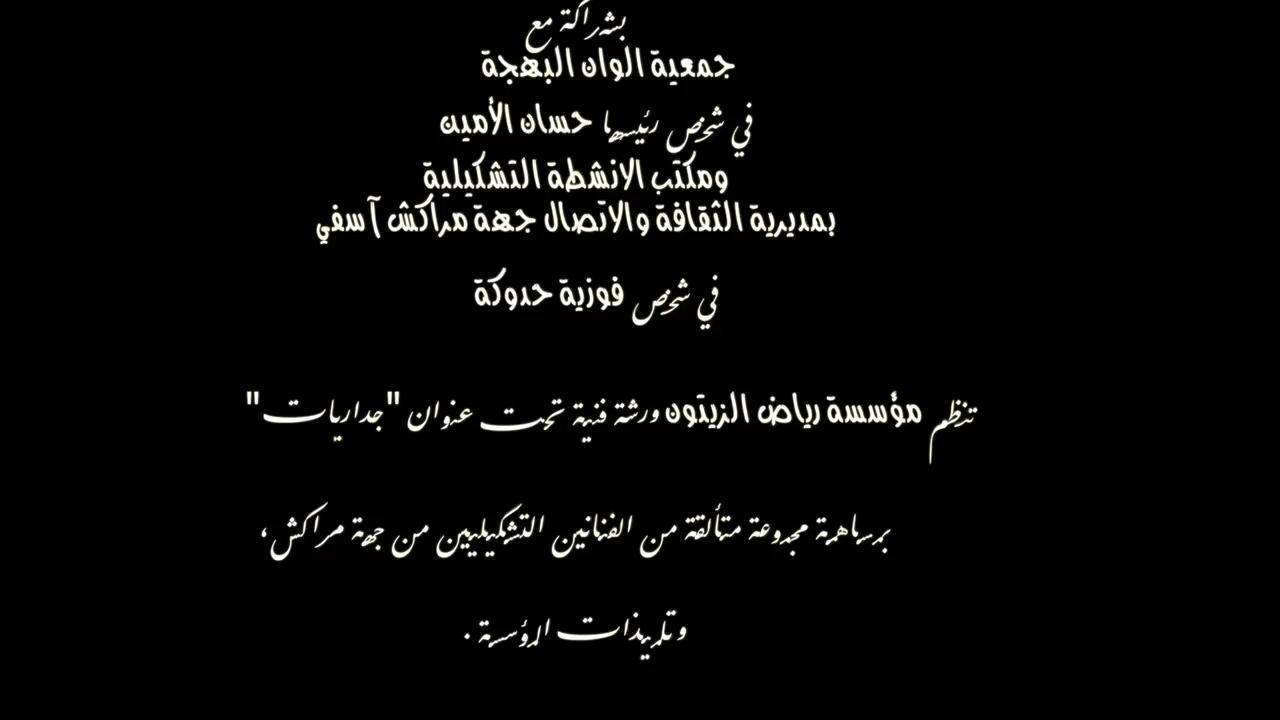 بشراكة مع
جمعية الوان البهجة
في شخص رئيسها حسان الأمين
ومكتب الانشطة التشكيلية
بمديرية الثقافة والاتصال جهة مراكش آسفي
في شخص فوزية حدوكة
تنظم مؤسسة رياض الزيتون ورشة فنية تحت عنوان "جداريات"
بمساهمة مجموعة متألقة من الفنانين التشكيليين من جهة مراكش،
وتلميذات المؤسسة.